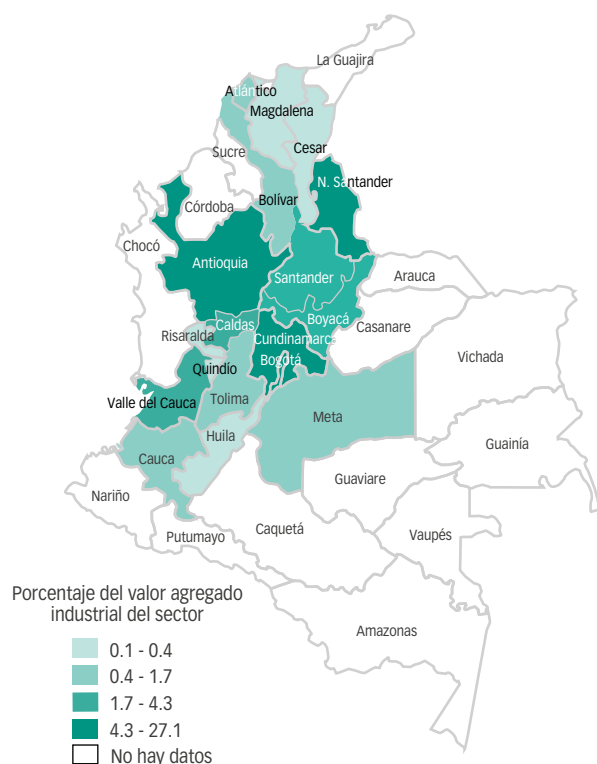 La Guajira
Atlántico
Magdalena
Cesar
Sucre
N. Santander
Córdoba
Bolívar
Chocó
Antioquia
Santander
Arauca
Boyacá
Caldas
Casanare
Risaralda
Cundinamarca
Bogotá
Vichada
Quindío
Valle del Cauca
Tolima
Meta
Huila
Guainía
Cauca
Guaviare
Nariño
Caquetá
Vaupés
Putumayo
Porcentaje del valor agregado
industrial del sector
Amazonas
0.1 - 0.4
0.4 - 1.7
1.7 - 4.3
4.3 - 27.1
No hay datos